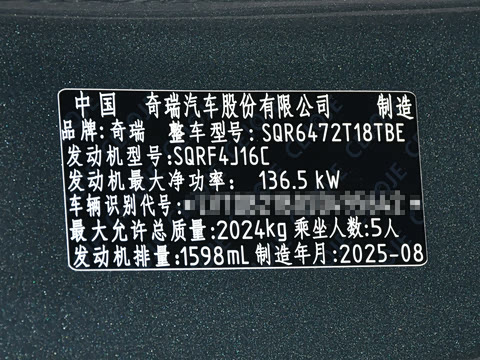 中国 奇瑞汽车股份有限公司 制造
品牌:奇瑞 整车型号:SQR6472T18TBE
发动机型号:SQRF4J16C
发动机最大净功率: 136.5 kW
车辆识别代号:
最大允许总质量:2024kg 乘坐人数:5人
发动机排量:1598mL 制造年月:2025-08